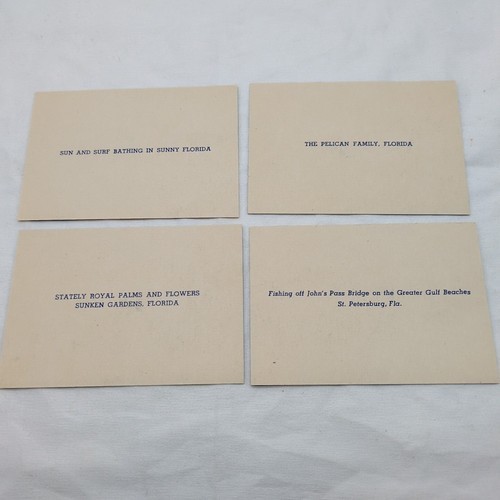 SUN AND SURF BATHING IN SUNNY FLORIDA
THE PELICAN FAMILY, FLORIDA
STATELY ROYAL PALMS AND FLOWERS
SUNKEN GARDENS, FLORIDA
Fishing off John's Pass Bridge on the Greater Gulf Beaches
St. Petersburg, Fla.